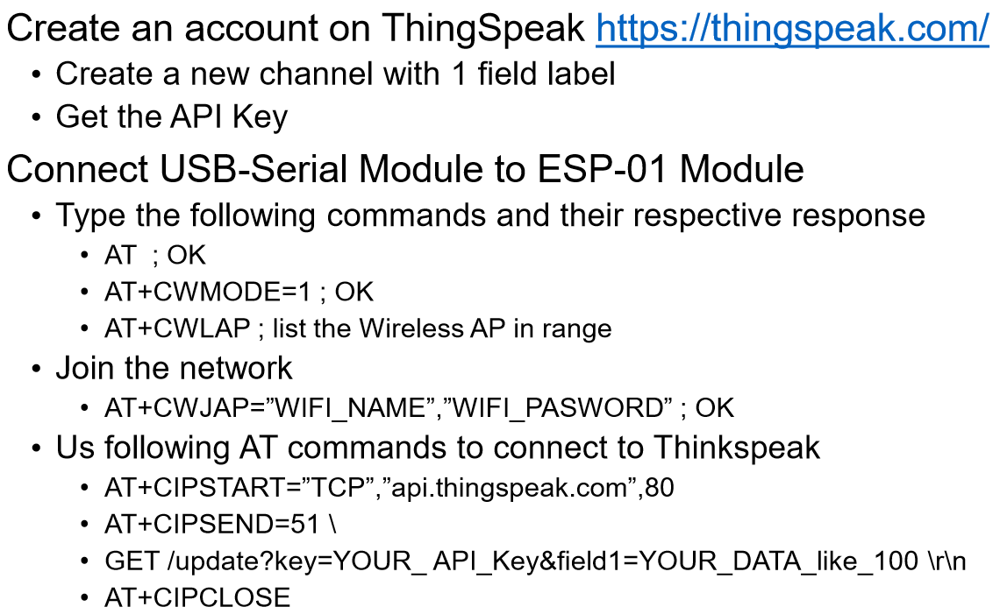 Create an account on ThingSpeak https://thingspeak.com/
• Create a new channel with 1 field label
• Get the API Key
Connect USB-Serial Module to ESP-01 Module
• Type the following commands and their respective response
• AT ; OK
• AT+CWMODE=1 ; OK
• AT+CWLAP ; list the Wireless AP in range
• Join the network
• AT+CWJAP=”WIFI_NAME”,”WIFI_PASWORD” ; OK
• Us following AT commands to connect to Thinkspeak
• AT+CIPSTART=”TCP”,”api.thingspeak.com”,80
• AT+CIPSEND=51 \
• GET /update?key=YOUR_ API_Key&field1=YOUR_DATA_like_100 \r\n
• AT+CIPCLOSE